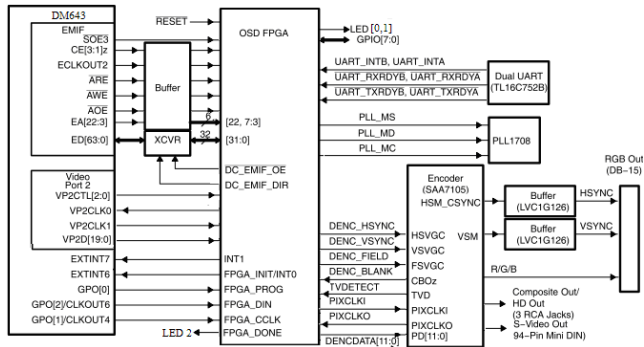 DM643
EMIF
SOE3
CE[3:1]z
ECLKOUT2
ARE
AWE
AOE
EA[22:3]
ED[63:0]
Buffer
XCVR
6
32
Video
Port 2
VP2CTL[2:0]
VP2CLK0
VP2CLK1
VP2D[19:0]
EXTINT7
EXTINT6
GPO[0]
GPO[2]/CLKOUT6
GPO[1]/CLKOUT4
RESET
OSD FPGA
[22, 7:3]
[31:0]
DC_EMIF_OE
DC_EMIF_DIR
INT1
FPGA_INIT/INT0
FPGA_PROG
FPGA_DIN
FPGA_CCLK
FPGA_DONE
LED 2
LED [0,1]
GPIO[7:0]
UART_INTB, UART_INTA
UART_RXRDYB, UART_RXRDYA
UART_TXRDYB, UART_TXRDYA
Dual UART
(TL16C752B)
PLL_MS
PLL_MD
PLL_MC
PLL1708
DENC_HSYNC
DENC_VSYNC
DENC_FIELD
DENC_BLANK
TVDETECT
PIXCLKI
PIXCLKO
DENCDATA[11:0]
Encoder
(SAA7105)
HSM_CSYNC
HSVGC
VSM
VSVGC
FSVGC
CBOz
TVD
PIXCLKI
PIXCLKO
PD[11:0]
Buffer
(LVC1G126)
Buffer
(LVC1G126)
RGB Out
(DB-15)
HSYNC
VSYNC
R/G/B
Composite Out/
HD Out
(3 RCA Jacks)
S-Video Out
94-Pin Mini DIN)